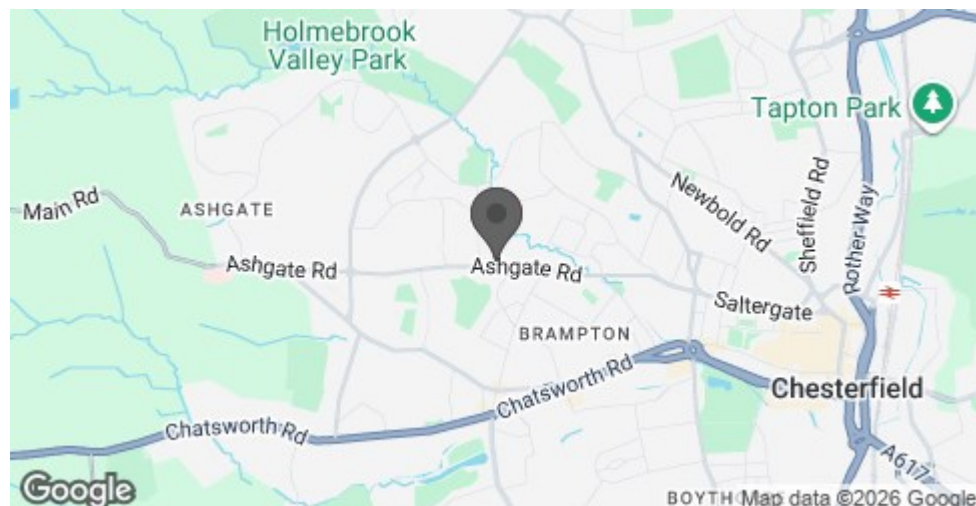 Holmebrook
Valley Park
Tapton Park
Main Rd
ASHGATE
Newbold Rd
Sheffield Rd
Rother Way
Ashgate Rd
Ashgate Rd
Saltergate
BRAMPTON
Chatsworth Rd
Chesterfield
Chatsworth Rd
A617
Google
BOYTH
Map data ©2026 Google